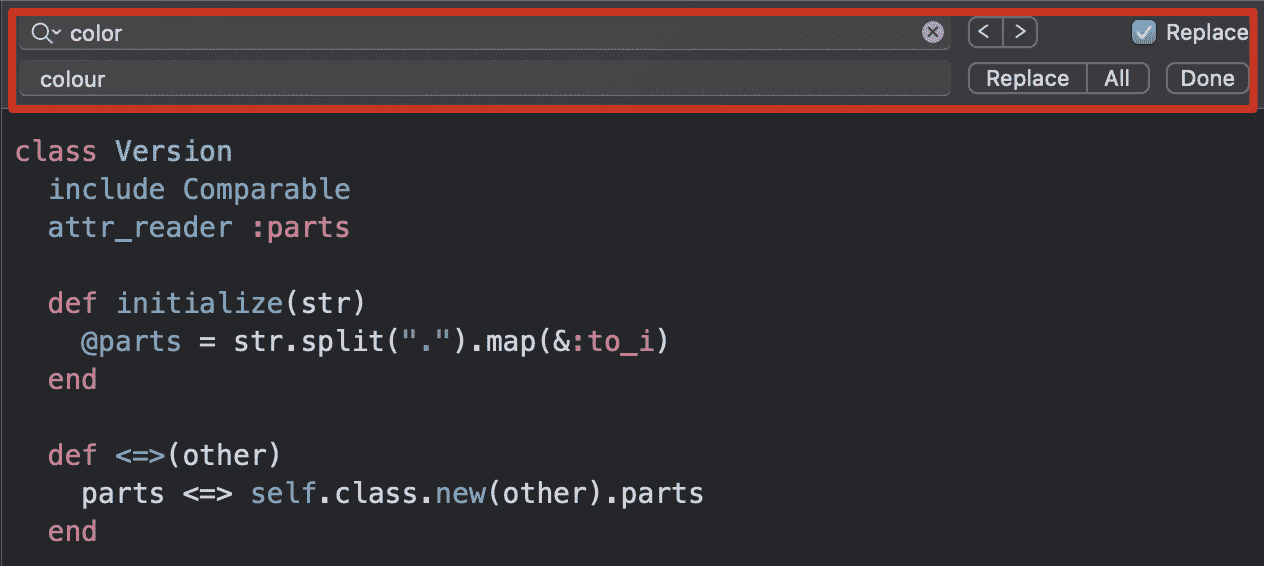 color < > Replace
colour Replace All Done
class Version
  include Comparable
  attr_reader :parts

  def initialize(str)
    @parts = str.split(".").map(&:to_i)
  end

  def <=>(other)
    parts <=> self.class.new(other).parts
  end